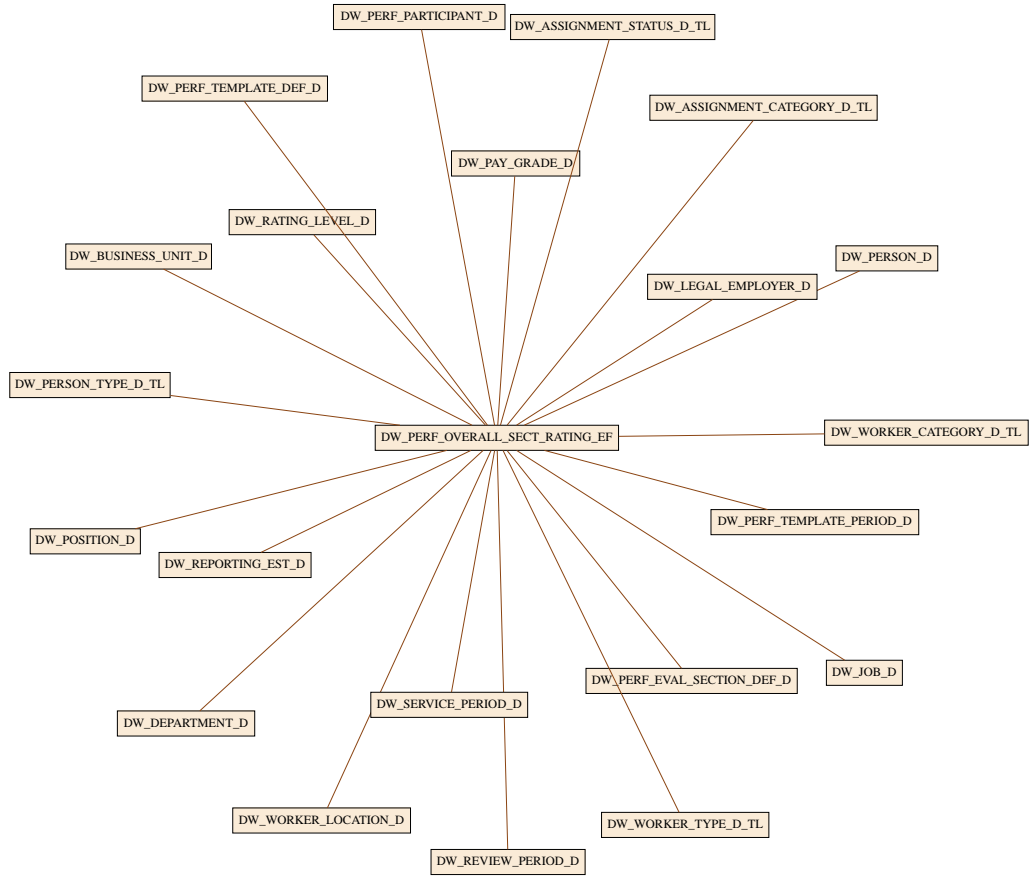 DW_PERF_PARTICIPANT_D
DW_ASSIGNMENT_STATUS_D_TL
DW_PERF_TEMPLATE_DEF_D
DW_ASSIGNMENT_CATEGORY_D_TL
DW_PAY_GRADE_D
DW_RATING_LEVEL_D
DW_BUSINESS_UNIT_D
DW_PERSON_D
DW_LEGAL_EMPLOYER_D
DW_PERSON_TYPE_D_TL
DW_PERF_OVERALL_SECT_RATING_EF
DW_WORKER_CATEGORY_D_TL
DW_PERF_TEMPLATE_PERIOD_D
DW_POSITION_D
DW_REPORTING_EST_D
DW_JOB_D
DW_PERF_EVAL_SECTION_DEF_D
DW_SERVICE_PERIOD_D
DW_DEPARTMENT_D
DW_WORKER_LOCATION_D
DW_WORKER_TYPE_D_TL
DW_REVIEW_PERIOD_D